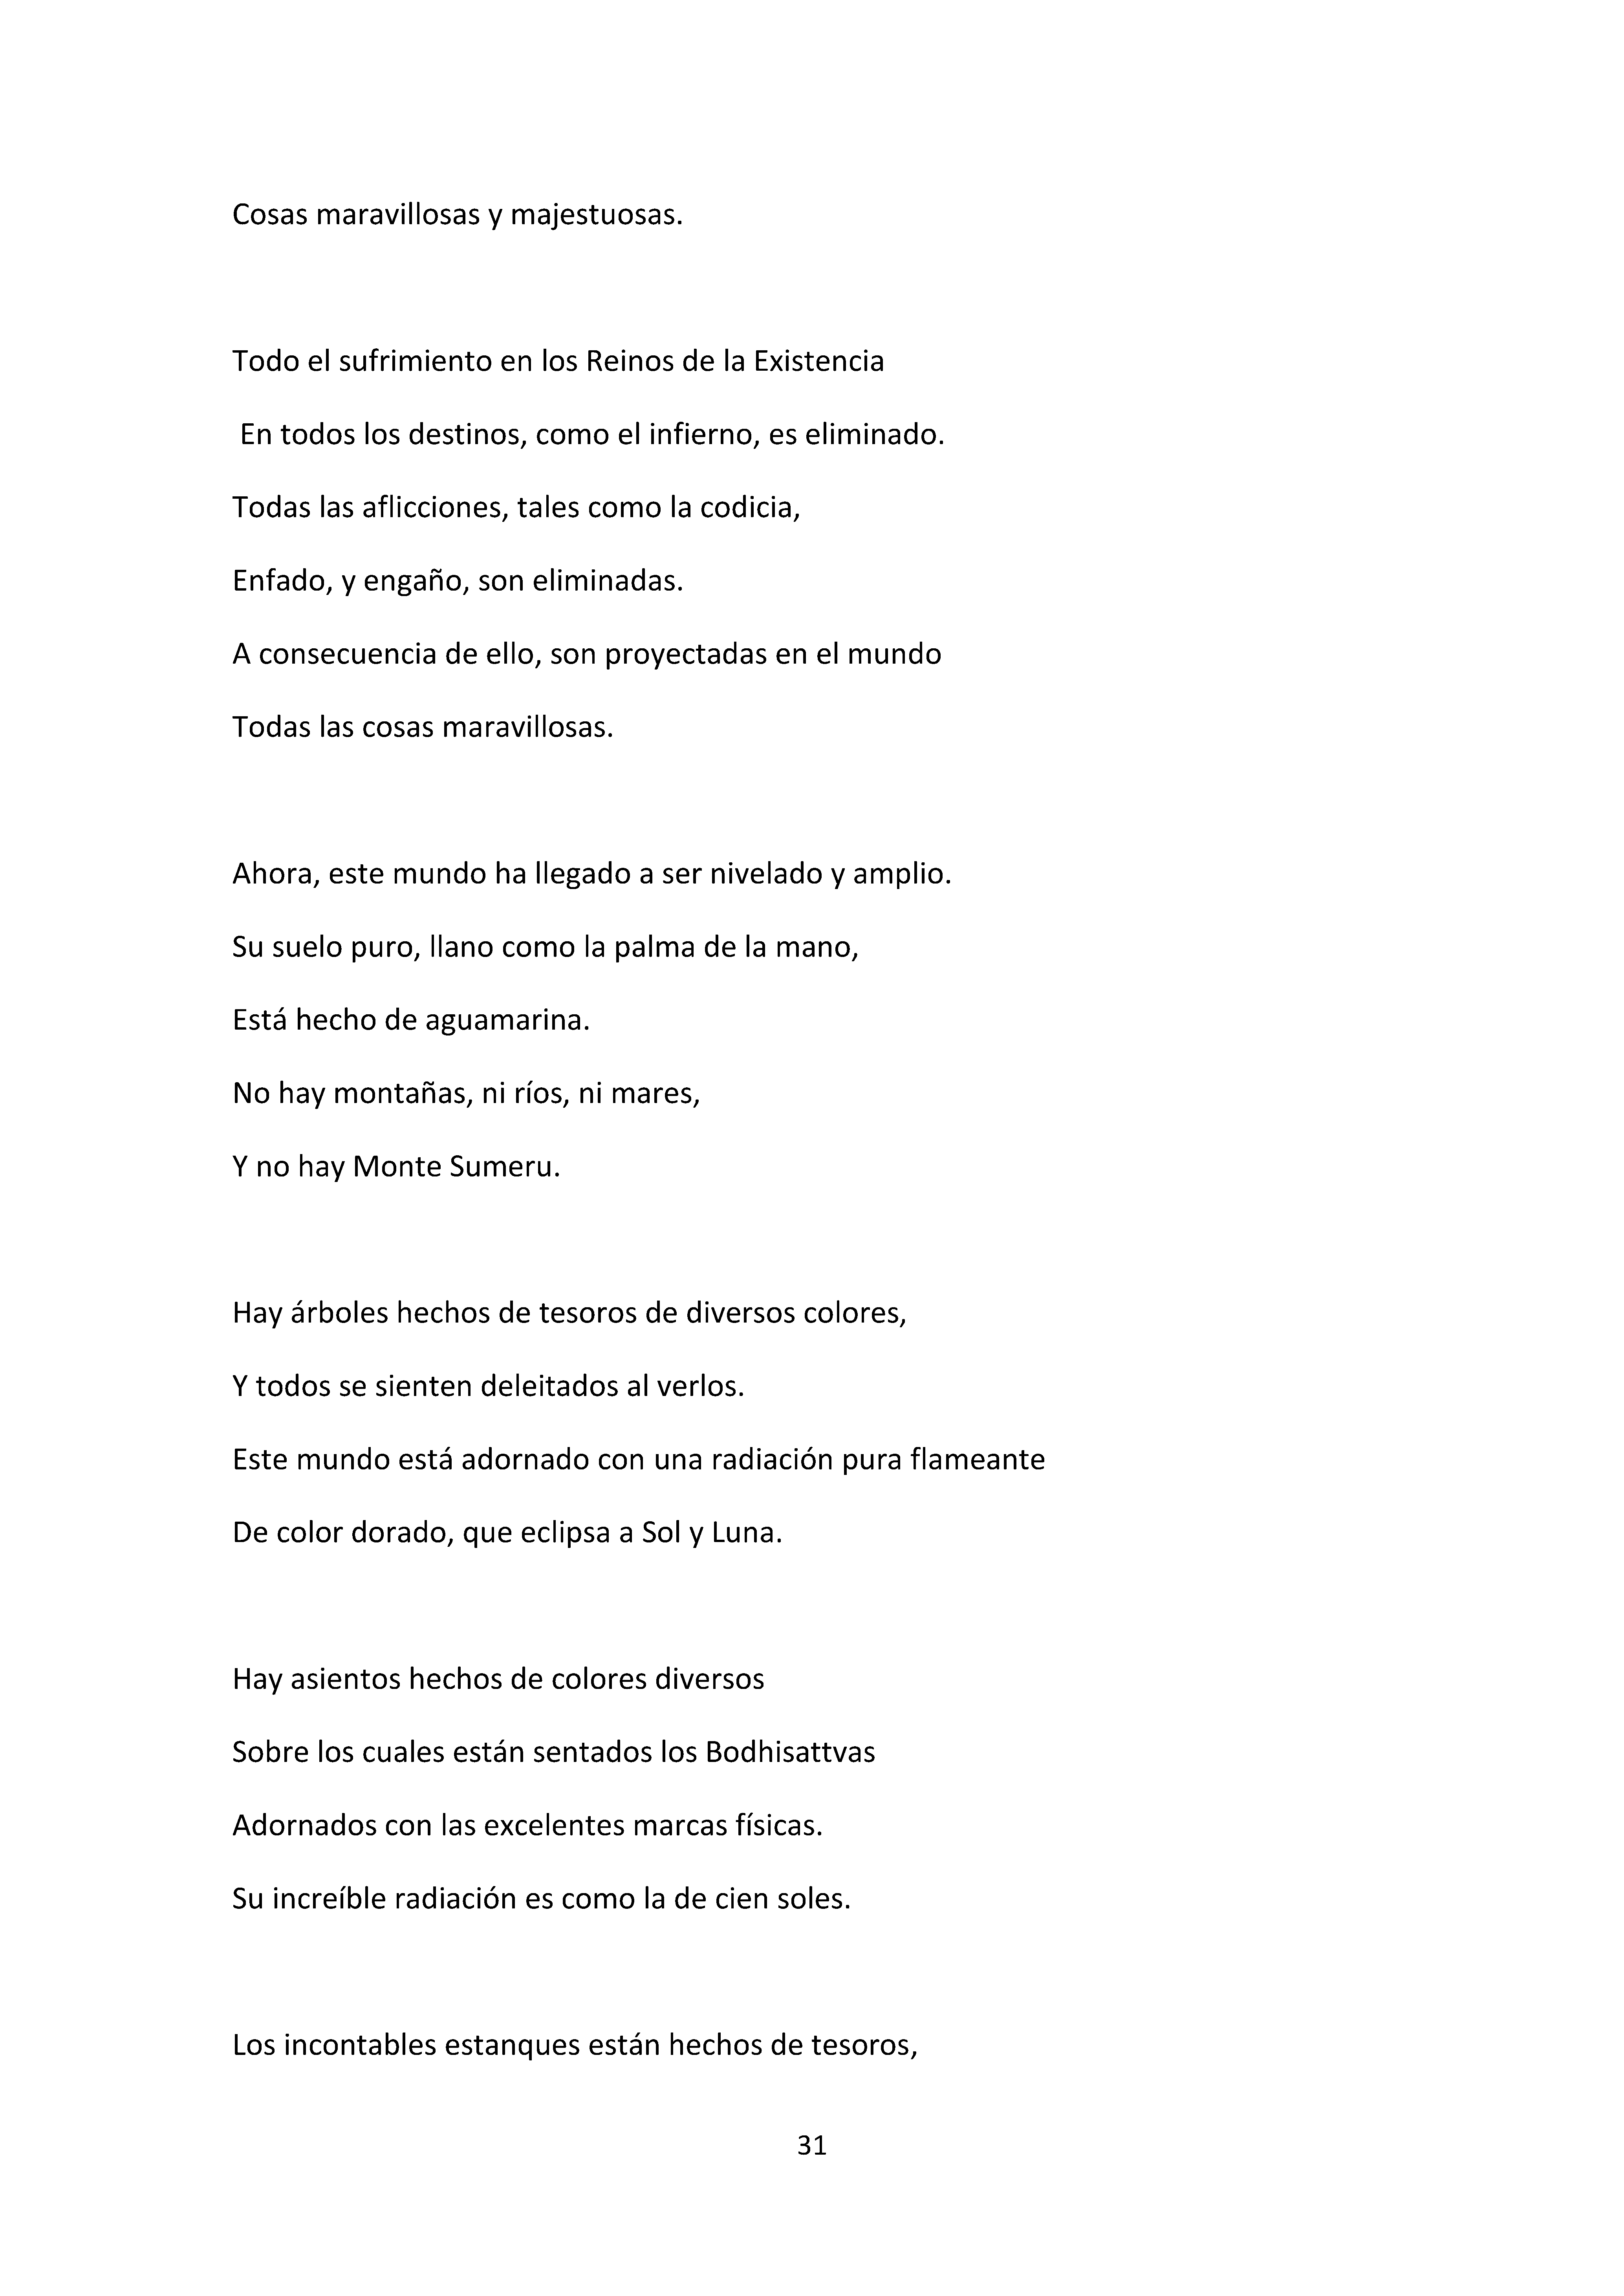 Cosas maravillosas y majestuosas.
Todo el sufrimiento en los Reinos de la Existencia
En todos los destinos, como el infierno, es eliminado.
Todas las aflicciones, tales como la codicia,
Enfado, y engaño, son eliminadas.
A consecuencia de ello, son proyectadas en el mundo
Todas las cosas maravillosas.
Ahora, este mundo ha llegado a ser nivelado y amplio.
Su suelo puro, llano como la palma de la mano,
Está hecho de aguamarina.
No hay montañas, ni ríos, ni mares,
Y no hay Monte Sumeru.
Hay árboles hechos de tesoros de diversos colores,
Y todos se sienten deleitados al verlos.
Este mundo está adornado con una radiación pura flameante
De color dorado, que eclipsa a Sol y Luna.
Hay asientos hechos de colores diversos
Sobre los cuales están sentados los Bodhisattvas
Adornados con las excelentes marcas físicas.
Su increíble radiación es como la de cien soles.
Los incontables estanques están hechos de tesoros,
31